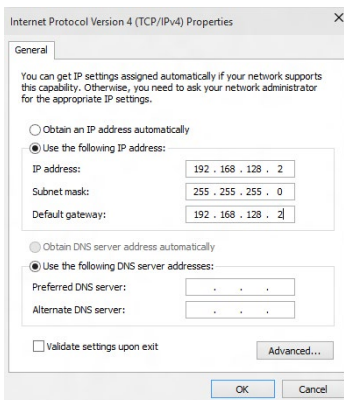 Internet Protocol Version 4 (TCP/IPv4) Properties
General
You can get IP settings assigned automatically if your network supports
this capability. Otherwise, you need to ask your network administrator
for the appropriate IP settings.
Obtain an IP address automatically
Use the following IP address:
IP address: 192 . 168 . 128 . 2
Subnet mask: 255 . 255 . 255 . 0
Default gateway: 192 . 168 . 128 . 2
Obtain DNS server address automatically
Use the following DNS server addresses:
Preferred DNS server: . . .
Alternate DNS server: . . .
Validate settings upon exit
Advanced...
OK Cancel